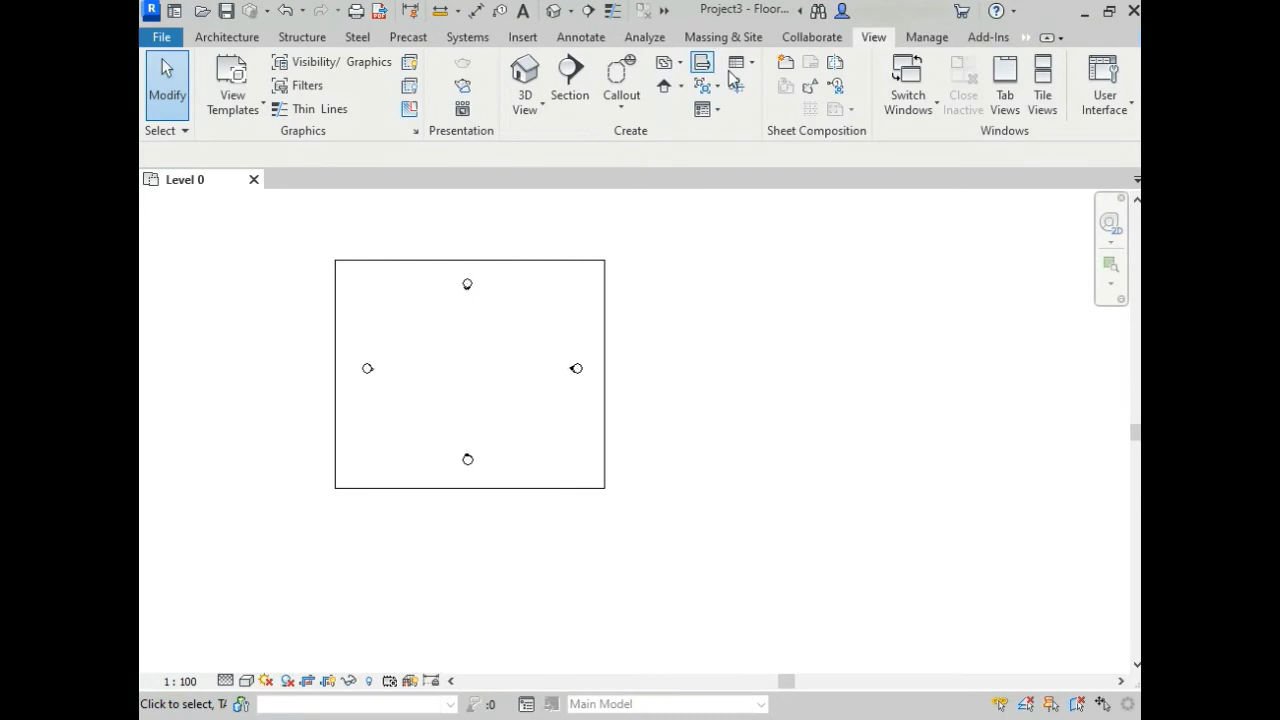 Project3 - Floor...
File Architecture Structure Steel Precast Systems Insert Annotate Analyze Massing & Site Collaborate View Manage Add-Ins
Modify
View
Templates
Visibility/ Graphics
Filters
Thin Lines
3D
View
Section
Callout
Switch
Windows
Close
Inactive
Tab
Views
Tile
Views
User
Interface
Select
Graphics
Presentation
Create
Sheet Composition
Windows
Level 0
2D
1 : 100
Click to select, TA
:0
Main Model